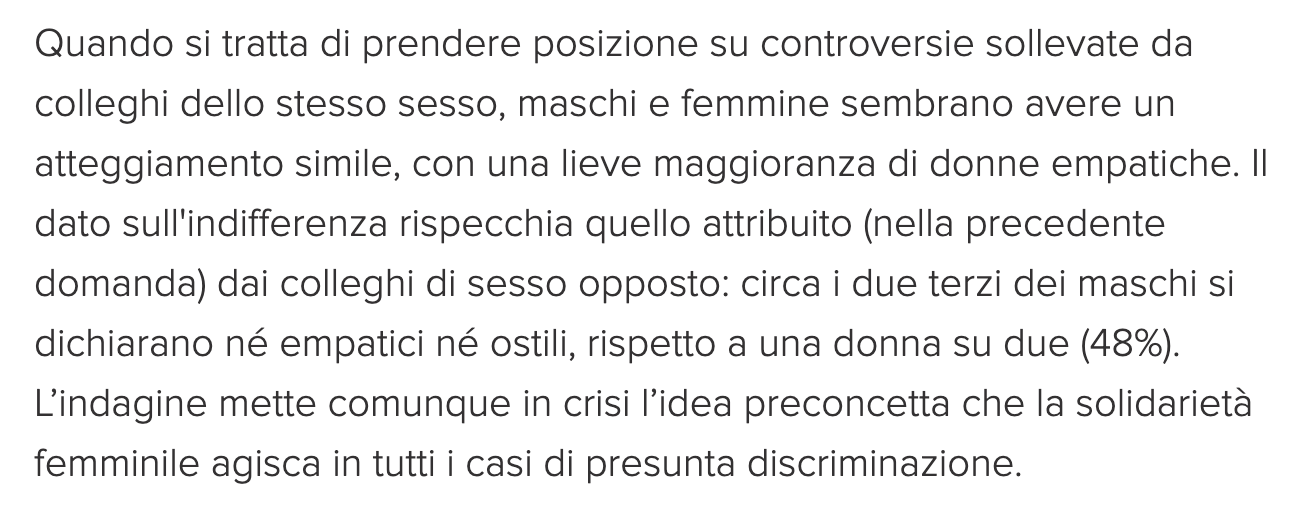 Quando si tratta di prendere posizione su controversie sollevate da
colleghi dello stesso sesso, maschi e femmine sembrano avere un
atteggiamento simile, con una lieve maggioranza di donne empatiche. Il
dato sull'indifferenza rispecchia quello attribuito (nella precedente
domanda) dai colleghi di sesso opposto: circa i due terzi dei maschi si
dichiarano né empatici né ostili, rispetto a una donna su due (48%).
L’indagine mette comunque in crisi l’idea preconcetta che la solidarietà
femminile agisca in tutti i casi di presunta discriminazione.